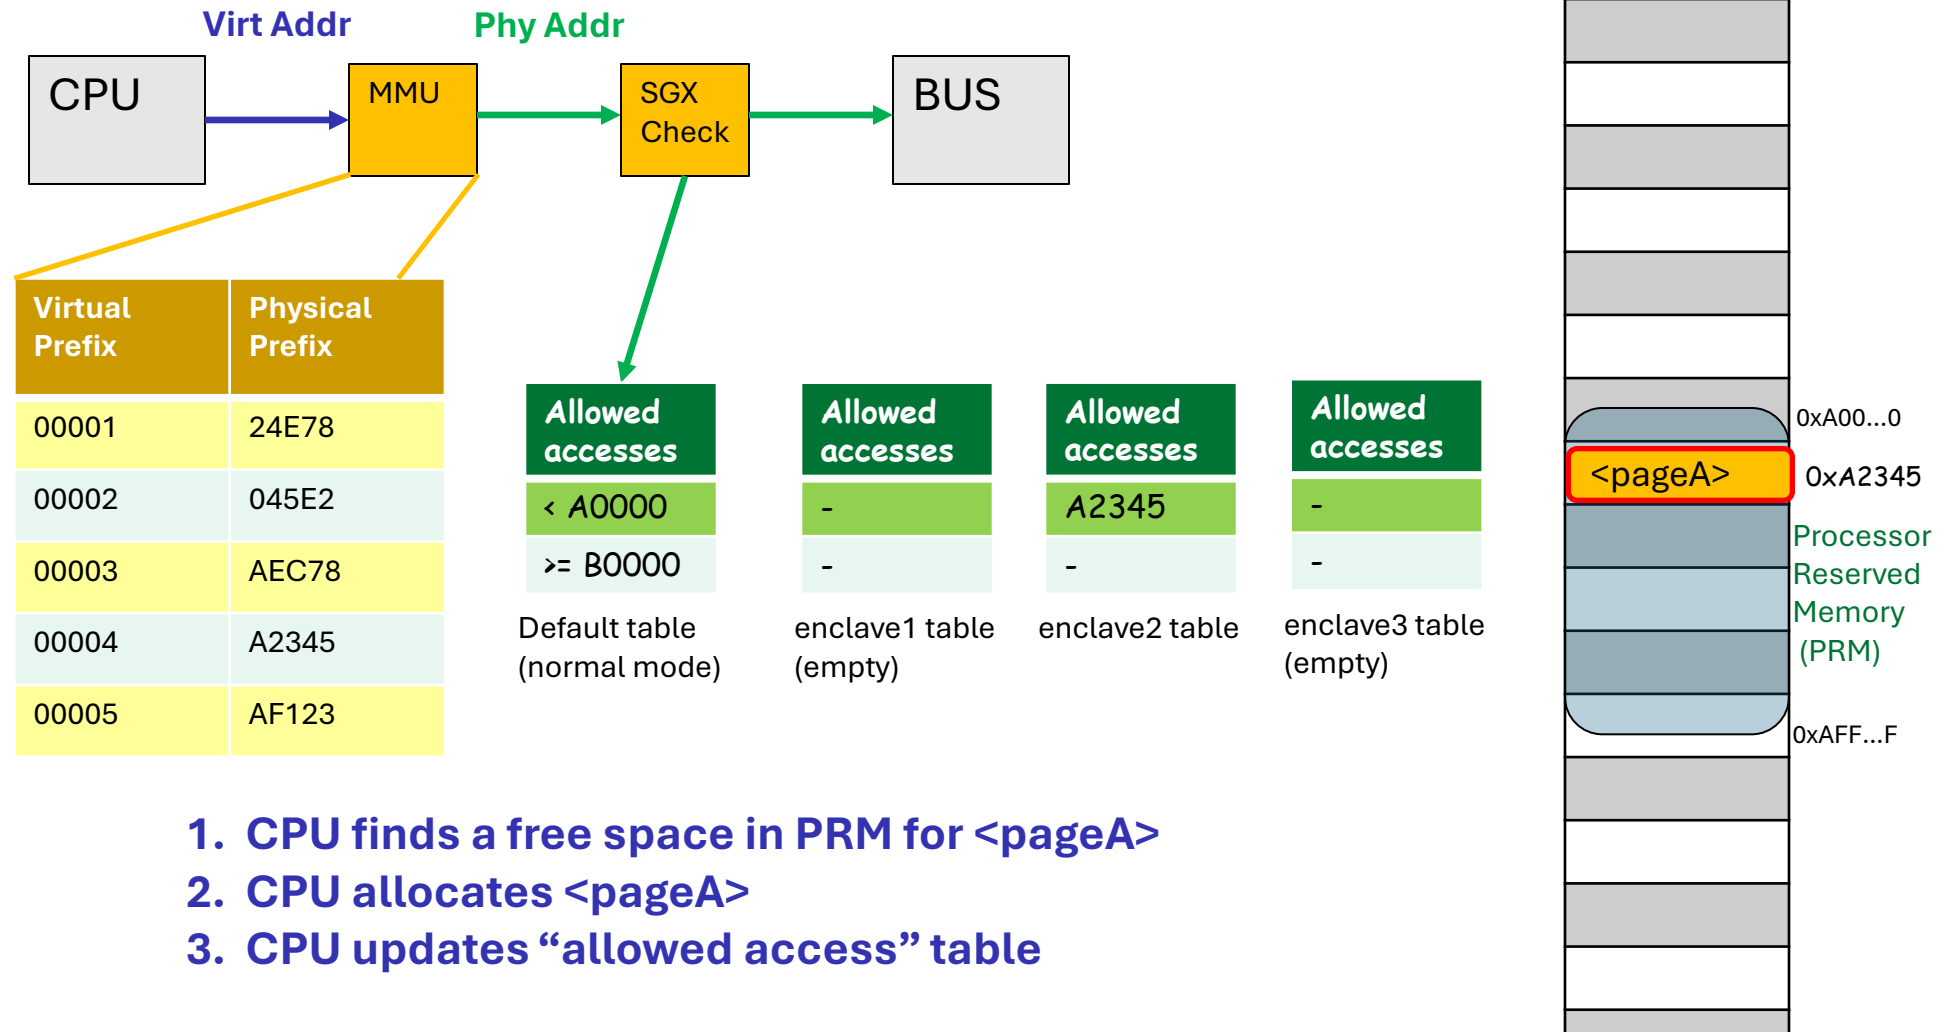 Virt Addr
Phy Addr
CPU
MMU
SGX
Check
BUS
Virtual
Prefix
Physical
Prefix
00001
24E78
00002
045E2
00003
AEC78
00004
A2345
00005
AF123
Allowed
accesses
< A0000
>= B0000
Default table
(normal mode)
Allowed
accesses
-
-
enclave1 table
(empty)
Allowed
accesses
A2345
-
enclave2 table
Allowed
accesses
-
-
enclave3 table
(empty)
0xA00...0
<pageA>
0xA2345
Processor
Reserved
Memory
(PRM)
0xAFF...F
1. CPU finds a free space in PRM for <pageA>
2. CPU allocates <pageA>
3. CPU updates “allowed access” table